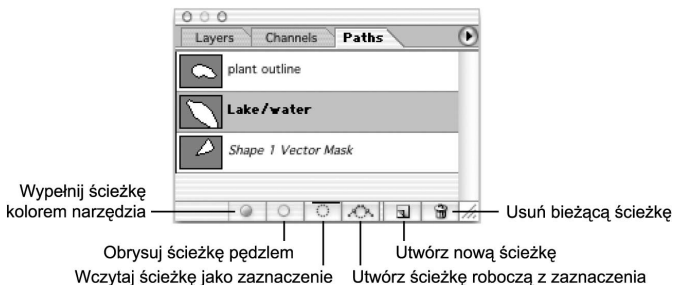 Layers Channels Paths
plant outline
Lake/water
Shape 1 Vector Mask
Wypełnij ścieżkę
kolorem narzędzia
Usuń bieżącą ścieżkę
Obrysuj ścieżkę pędzlem
Utwórz nową ścieżkę
Wczytaj ścieżkę jako zaznaczenie
Utwórz ścieżkę roboczą z zaznaczenia